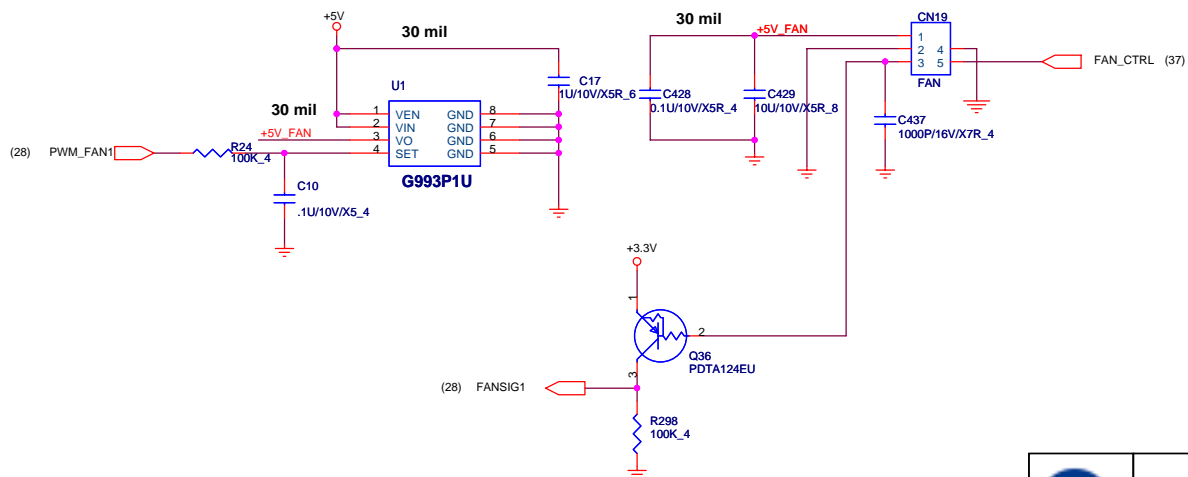 +5V
30 mil
30 mil
+5V_FAN
CN19
1
2
3
4
5
FAN
FAN_CTRL (37)
C17
1U/10V/X5R_6
C428
0.1U/10V/X5R_4
C429
10U/10V/X5R_8
C437
1000P/16V/X7R_4
U1
30 mil
+5V_FAN
1 VEN GND 8
2 VIN GND 7
3 VO GND 6
4 SET GND 5
G993P1U
(28) PWM_FAN1
R24
100K_4
C10
.1U/10V/X5_4
+3.3V
1
2
3
Q36
PDTA124EU
(28) FANSIG1
R298
100K_4